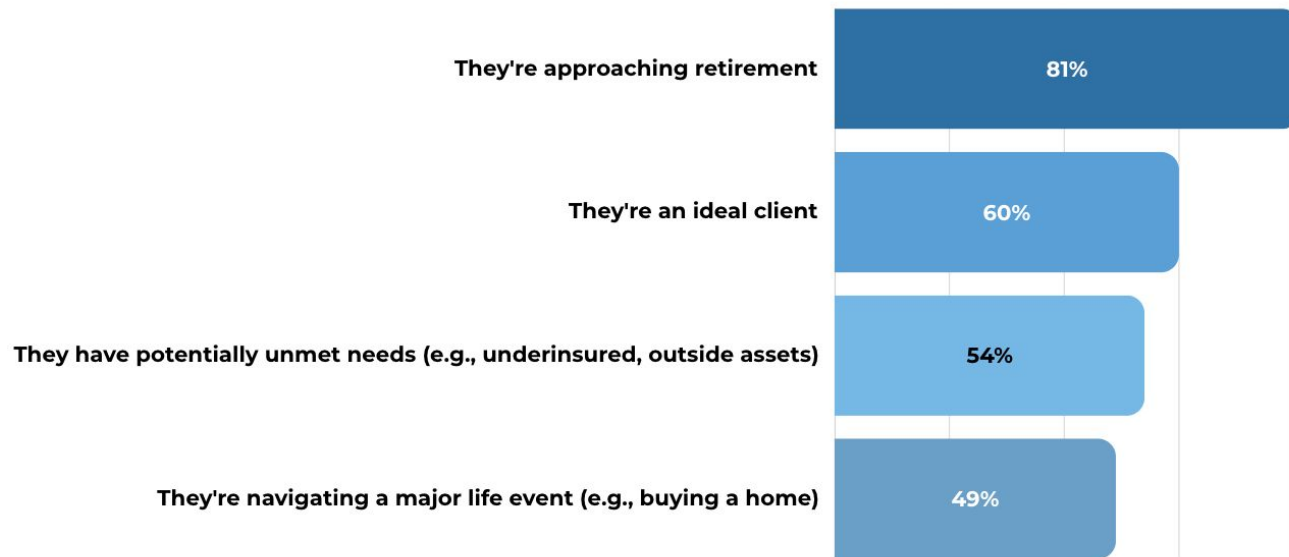 They're approaching retirement 81%
They're an ideal client 60%
They have potentially unmet needs (e.g., underinsured, outside assets) 54%
They're navigating a major life event (e.g., buying a home) 49%